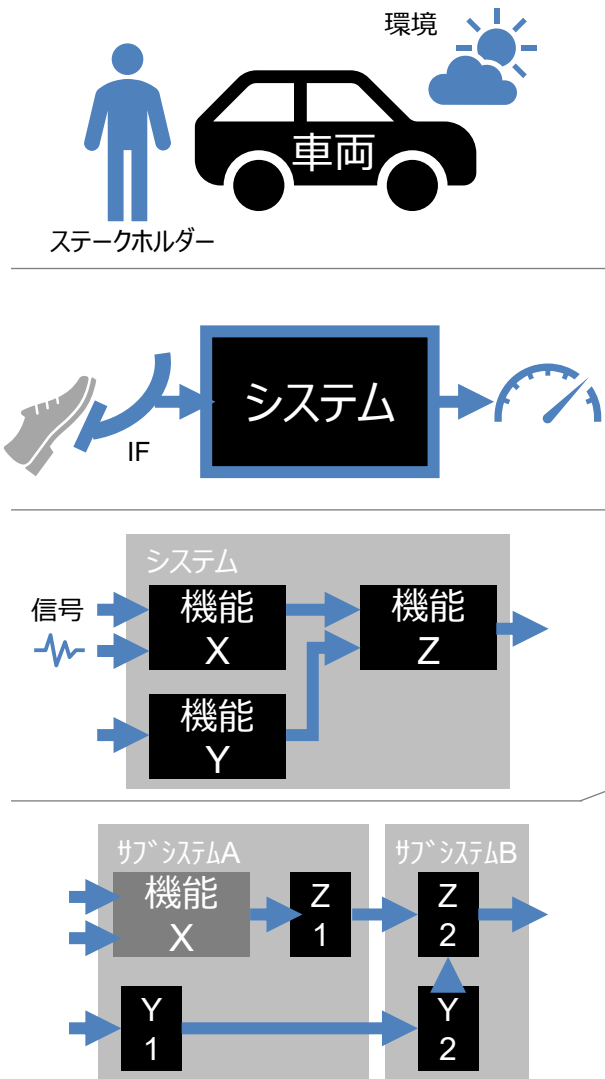 環境
車両
ステークホルダー
システム
IF
システム
信号
機能
X
機能
Z
機能
Y
ｻﾌﾞｼｽﾃﾑA
ｻﾌﾞｼｽﾃﾑB
機能
X
Z
1
Z
2
Y
1
Y
2